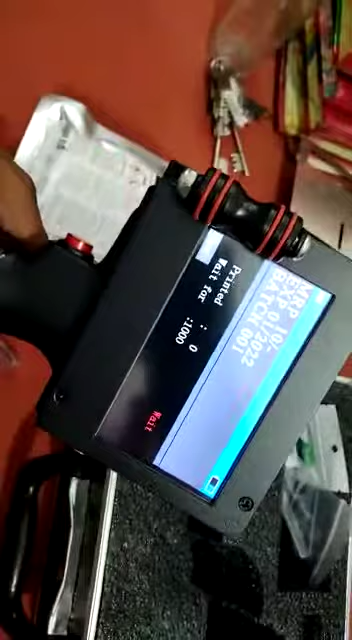 MRP 10/-
EXP 01/2022
BATCH 001
Printed : 0
Wait for :1000
Wait